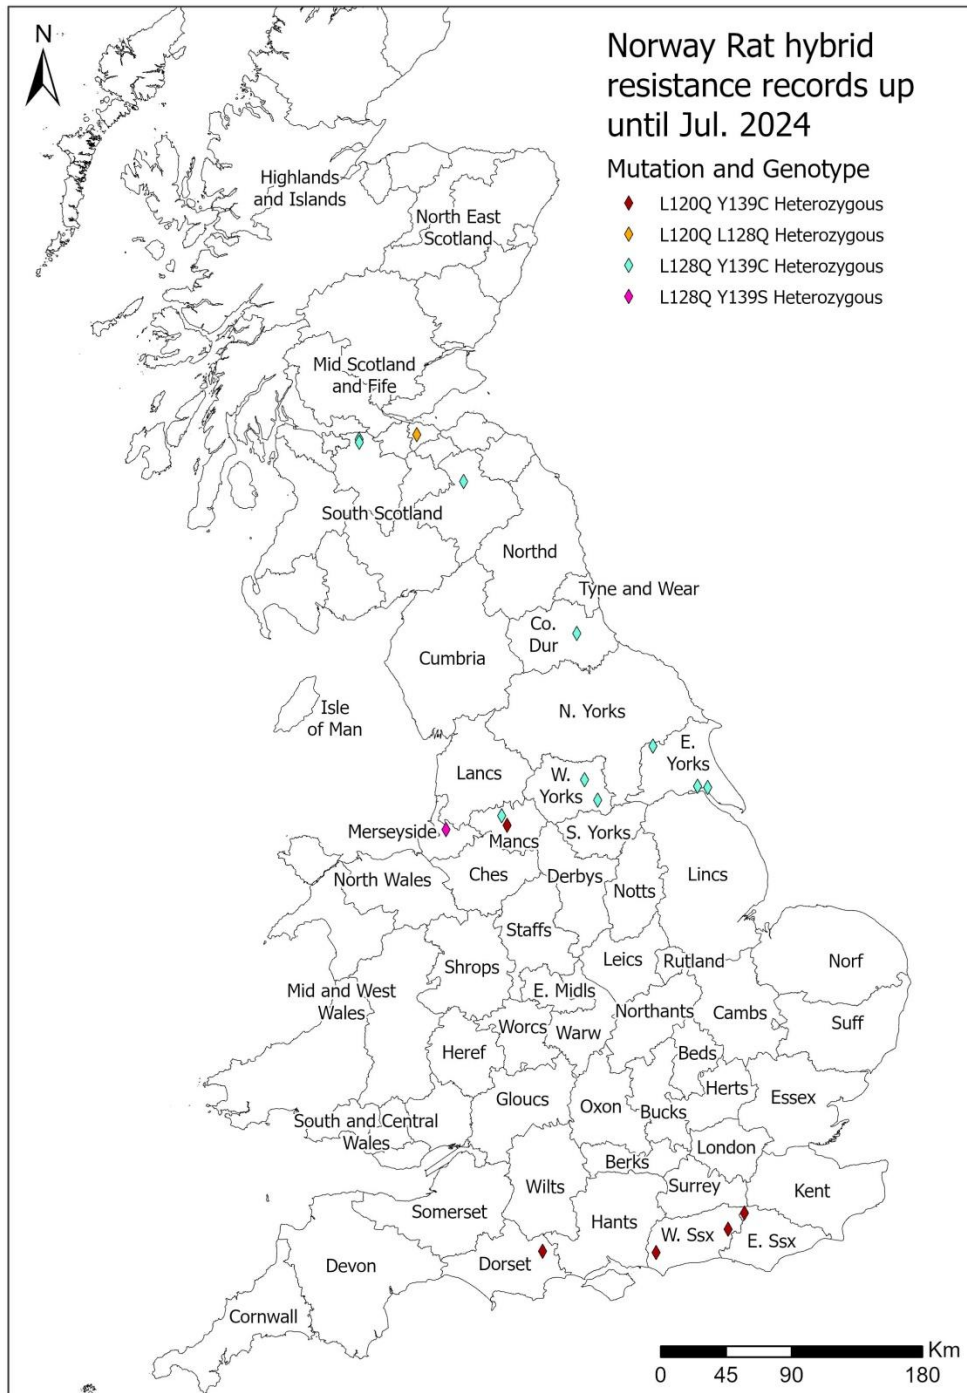 N
Norway Rat hybrid
resistance records up
until Jul. 2024
Mutation and Genotype
L120Q Y139C Heterozygous
L120Q L128Q Heterozygous
L128Q Y139C Heterozygous
L128Q Y139S Heterozygous
Highlands
and Islands
North East
Scotland
Mid Scotland
and Fife
South Scotland
Northd
Tyne and Wear
Co.
Dur
Cumbria
Isle
of Man
N. Yorks
E.
Yorks
Lancs
W.
Yorks
Merseyside
Mancs
S. Yorks
North Wales
Ches
Derbys
Notts
Lincs
Staffs
Shrops
Leics
Rutland
Norf
Mid and West
Wales
E. Midls
Northants
Cambs
Suff
Worcs
Warw
Heref
Beds
Herts
Essex
Gloucs
Oxon
Bucks
South and Central
Wales
London
Berks
Surrey
Kent
Wilts
Somerset
Hants
W. Ssx
E. Ssx
Dorset
Devon
Cornwall
Km
0 45 90 180